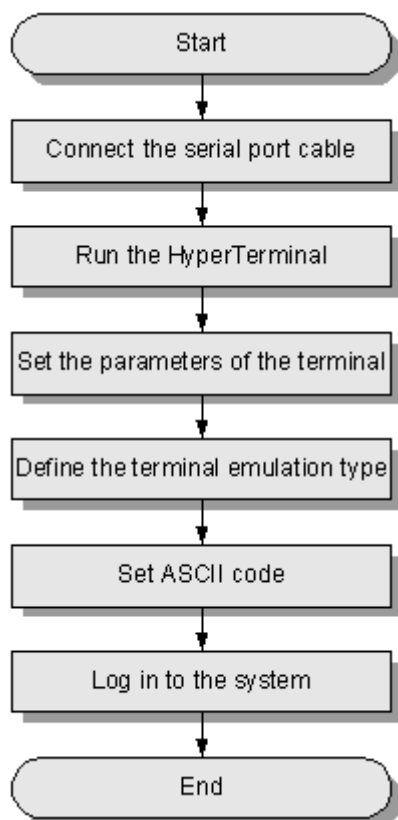 Start
Connect the serial port cable
Run the HyperTerminal
Set the parameters of the terminal
Define the terminal emulation type
Set ASCII code
Log in to the system
End